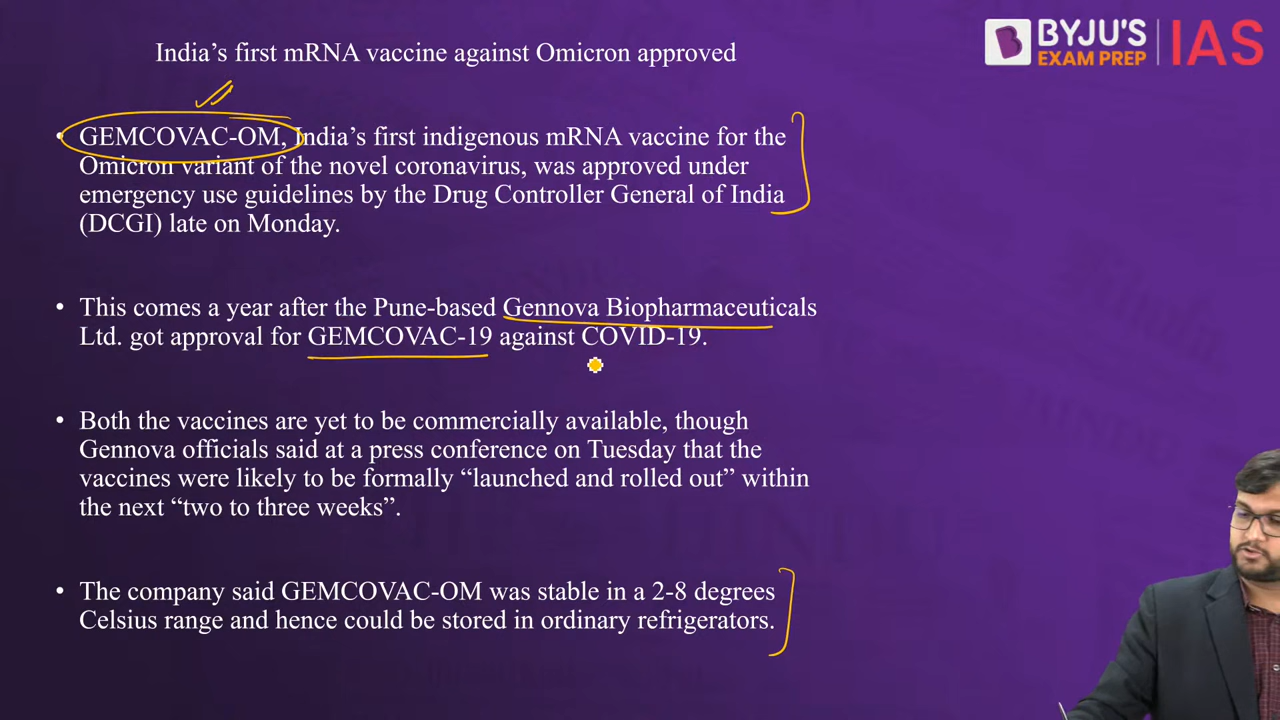 India’s first mRNA vaccine against Omicron approved
BYJU'S
EXAM PREP
IAS
• GEMCOVAC-OM, India’s first indigenous mRNA vaccine for the
Omicron variant of the novel coronavirus, was approved under
emergency use guidelines by the Drug Controller General of India
(DCGI) late on Monday.
• This comes a year after the Pune-based Gennova Biopharmaceuticals
Ltd. got approval for GEMCOVAC-19 against COVID-19.
• Both the vaccines are yet to be commercially available, though
Gennova officials said at a press conference on Tuesday that the
vaccines were likely to be formally “launched and rolled out” within
the next “two to three weeks”.
• The company said GEMCOVAC-OM was stable in a 2-8 degrees
Celsius range and hence could be stored in ordinary refrigerators.